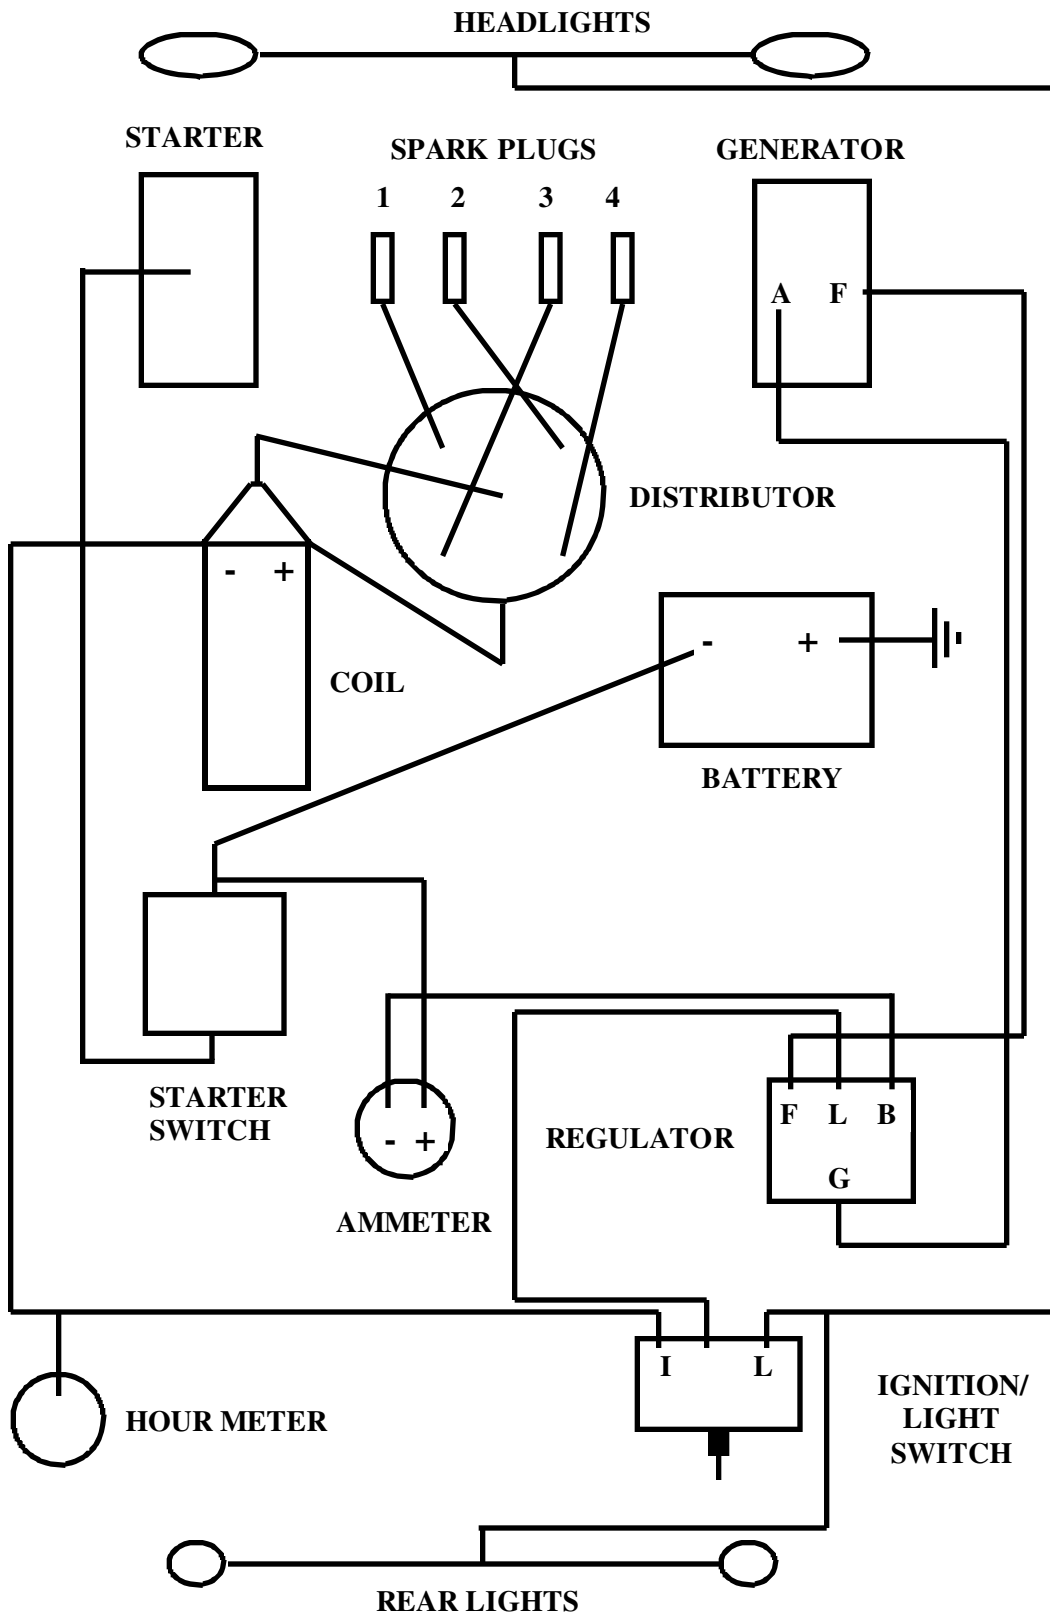 HEADLIGHTS
STARTER
SPARK PLUGS
GENERATOR
1 2 3 4
A F
DISTRIBUTOR
- +
COIL
- +
BATTERY
STARTER
SWITCH
F L B
REGULATOR
- +
G
AMMETER
I L
IGNITION/
LIGHT
SWITCH
HOUR METER
REAR LIGHTS